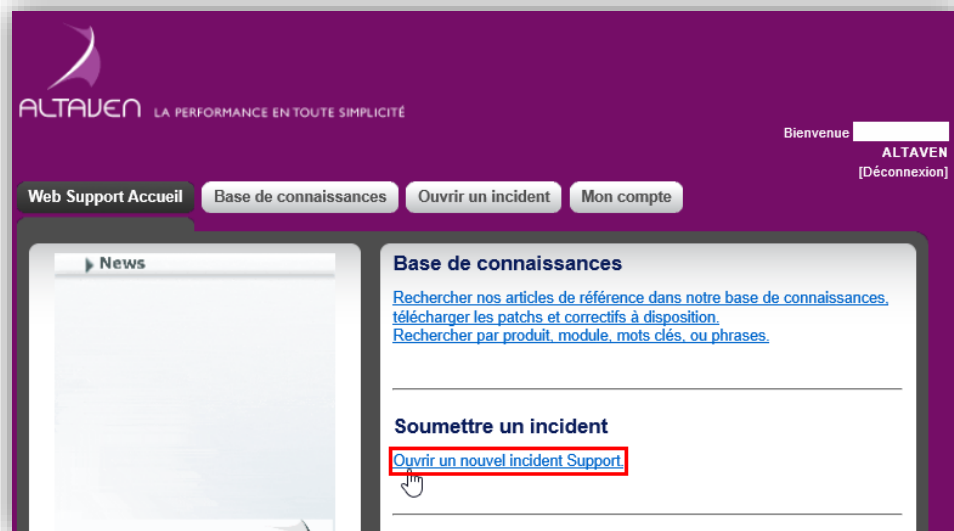 ALTAVEN LA PERFORMANCE EN TOUTE SIMPLICITÉ
Bienvenue
ALTAVEN
[Déconnexion]
Web Support Accueil Base de connaissances Ouvrir un incident Mon compte
News
Base de connaissances
Rechercher nos articles de référence dans notre base de connaissances,
télécharger les patchs et correctifs à disposition.
Rechercher par produit, module, mots clés, ou phrases.
Soumettre un incident
Ouvrir un nouvel incident Support.